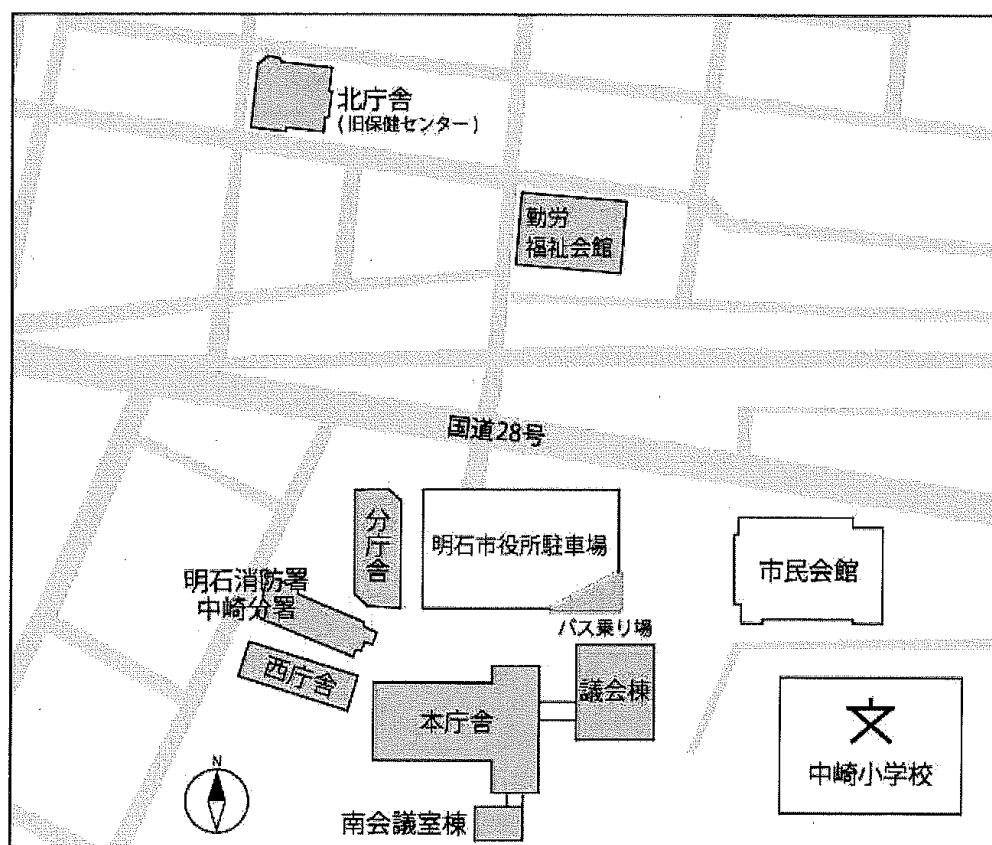 北庁舎
(旧保健センター)
勤労
福祉会館
国道28号
分庁舎
明石市役所駐車場
市民会館
明石消防署
中崎分署
バス乗り場
西庁舎
議会棟
本庁舎
文
中崎小学校
N
南会議室棟